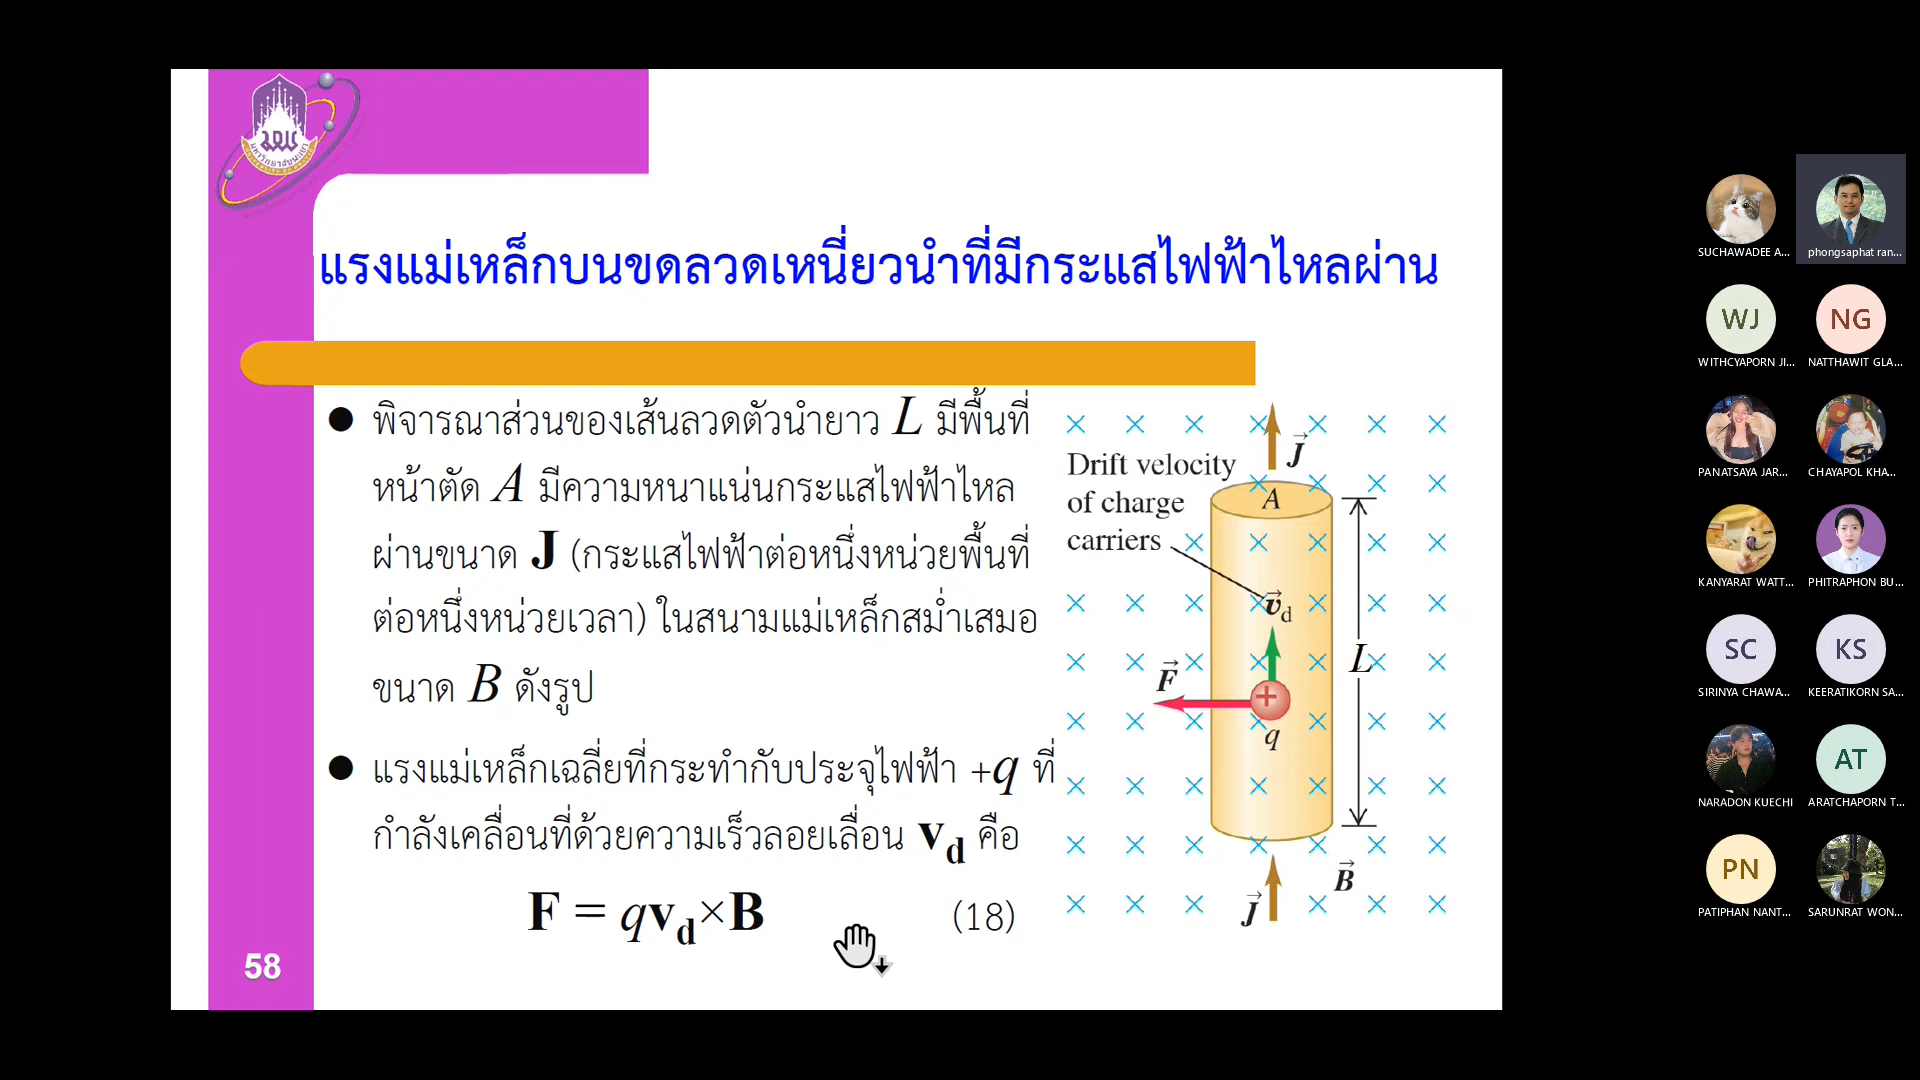 แรงแม่เหล็กบนขดลวดเหนี่ยวนำที่มีกระแสไฟฟ้าไหลผ่าน
● พิจารณาส่วนของเส้นลวดตัวนำยาว L มีพื้นที่
หน้าตัด A มีความหนาแน่นกระแสไฟฟ้าไหล
ผ่านขนาด J (กระแสไฟฟ้าต่อหนึ่งหน่วยพื้นที่
ต่อหนึ่งหน่วยเวลา) ในสนามแม่เหล็กสม่ำเสมอ
ขนาด B ดังรูป
● แรงแม่เหล็กเฉลี่ยที่กระทำกับประจุไฟฟ้า +q ที่
กำลังเคลื่อนที่ด้วยความเร็วลอยเลื่อน v_d คือ
F = qv_d×B (18)
58
J⃗
Drift velocity
of charge
carriers
A
v⃗_d
L
F⃗
+
q
B⃗
J⃗
SUCHAWADEE A...
phongsaphat ran...
WJ
NG
WITHCYAPORN JI...
NATTHAWIT GLA...
PANATSAYA JAR...
CHAYAPOL KHA...
KANYARAT WATT...
PHITRAPHON BU...
SC
KS
SIRINYA CHAWA...
KEERATIKORN SA...
AT
NARADON KUECHI
ARATCHAPORN T...
PN
PATIPHAN NANT...
SARUNRAT WON...